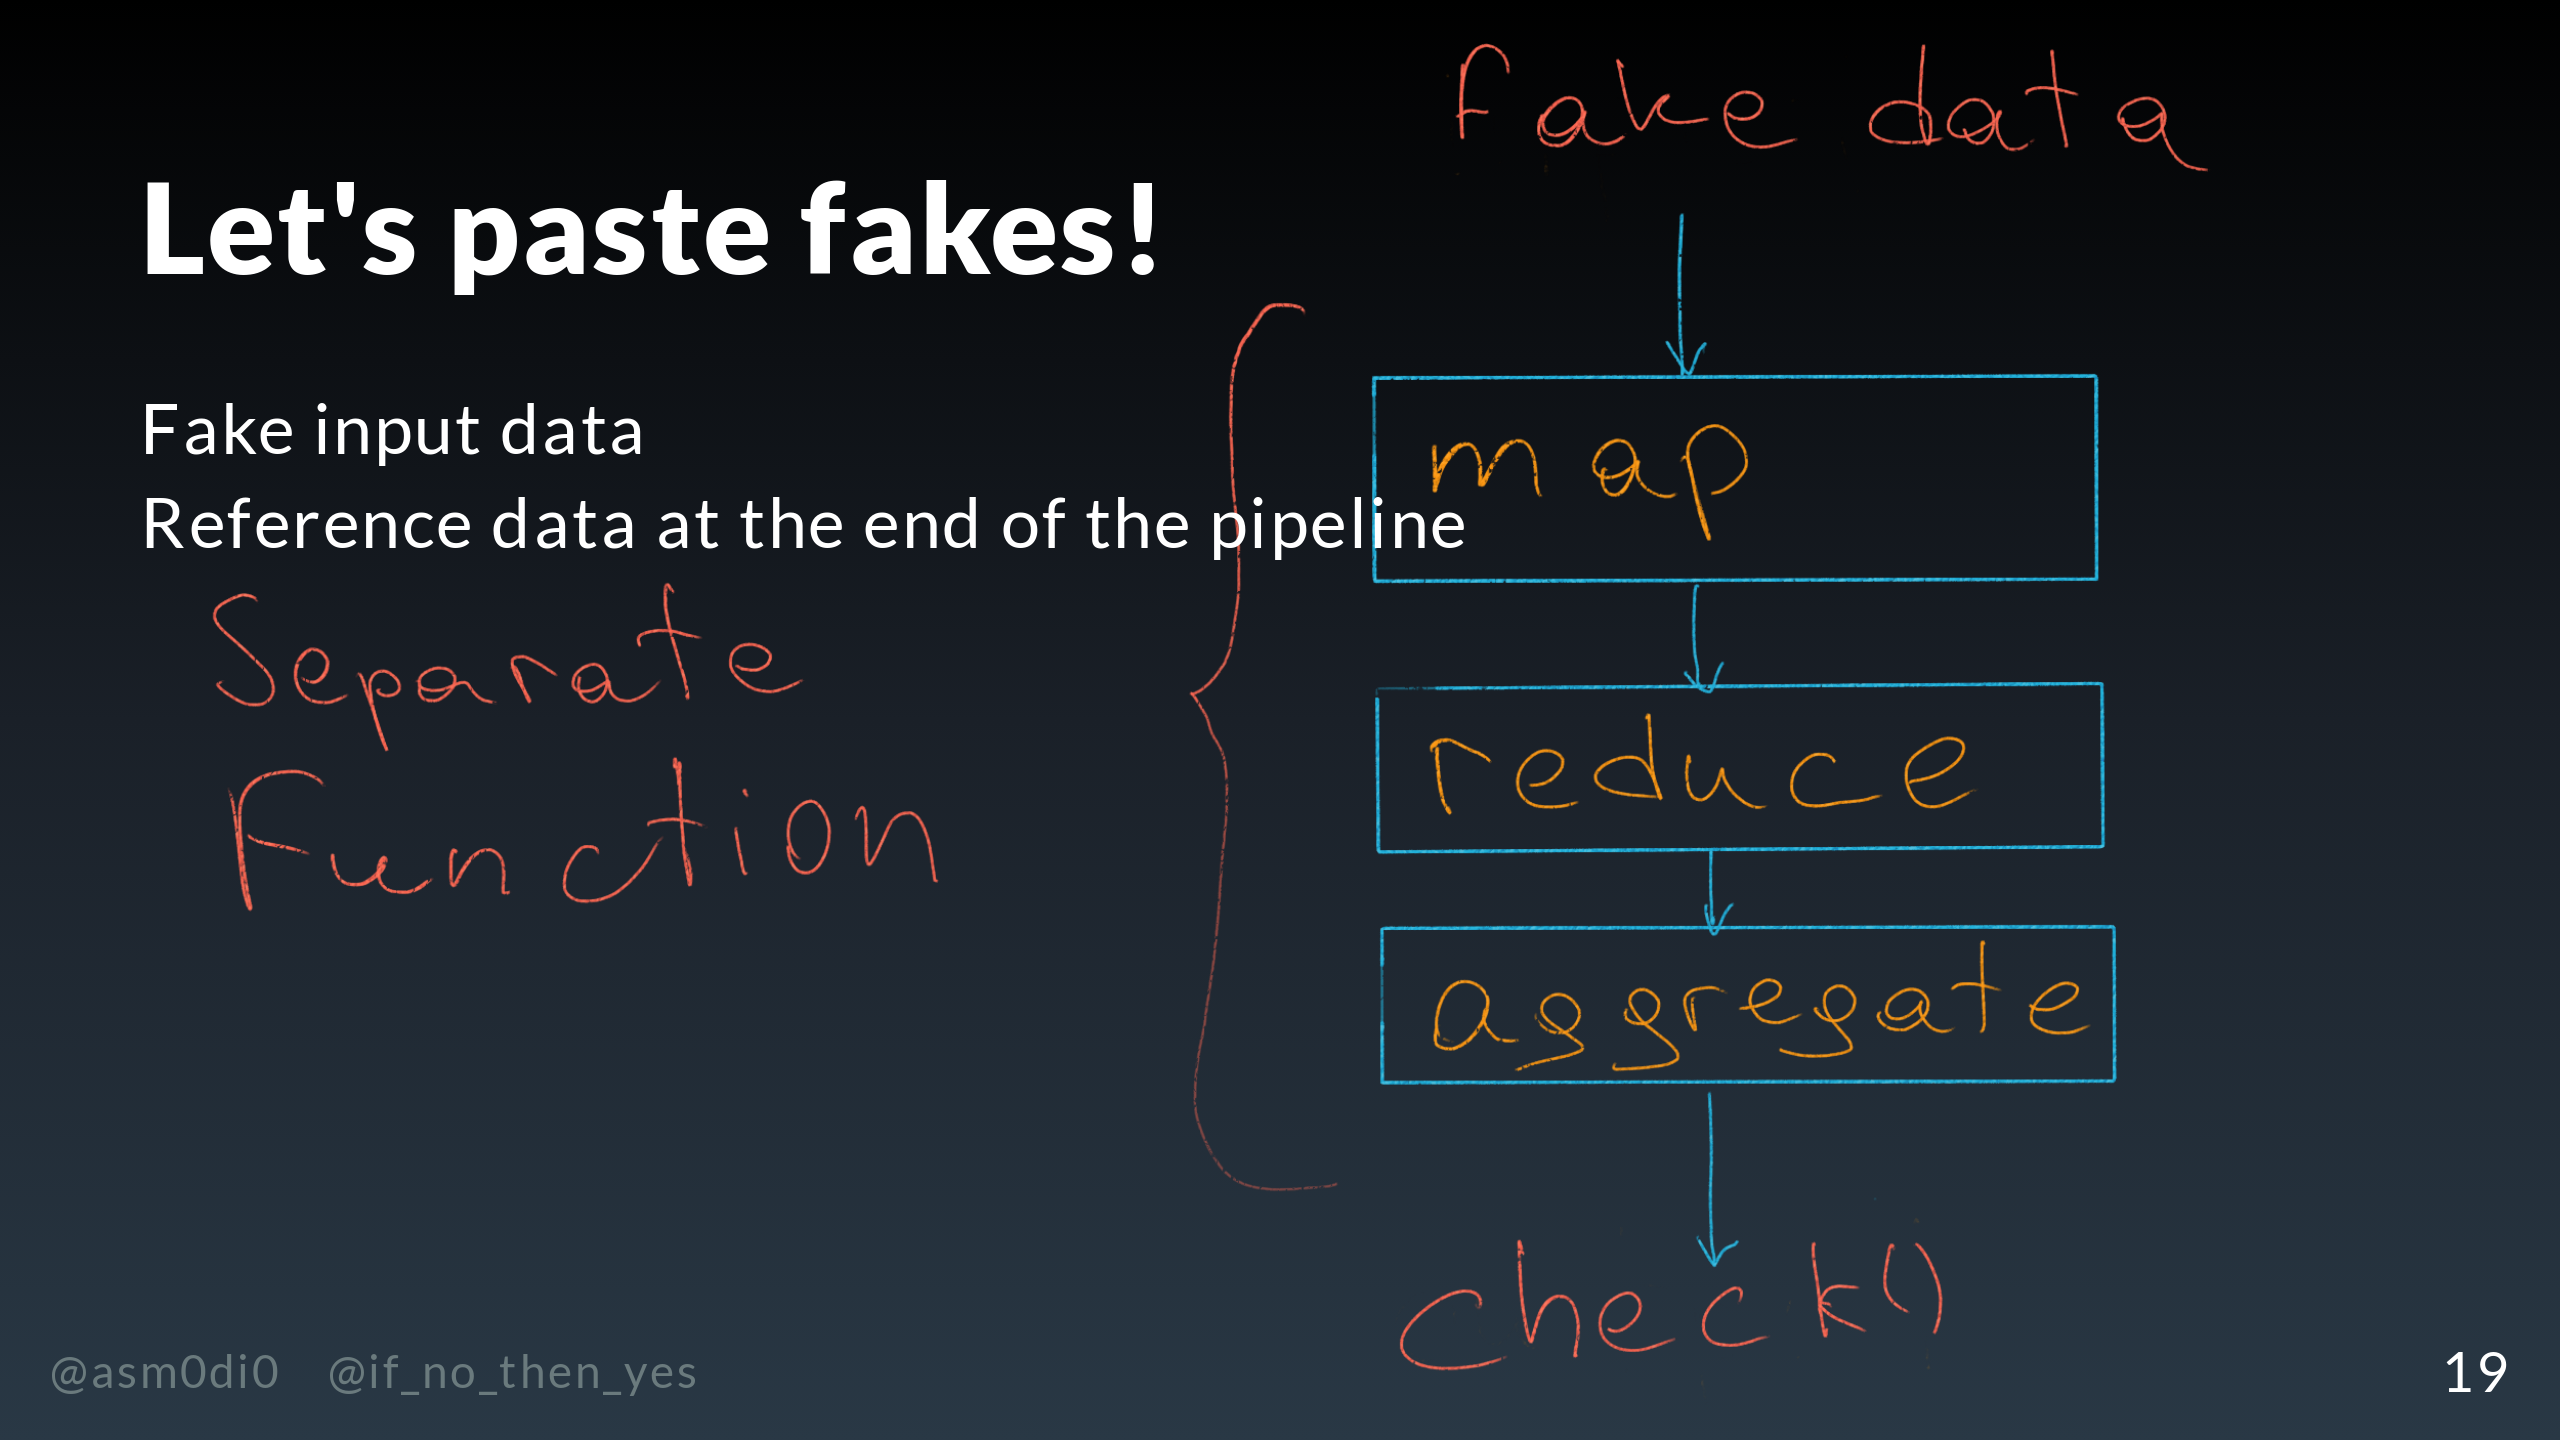 Let's paste fakes!
Fake input data
Reference data at the end of the pipeline
Separate
Function
fake data
map
reduce
aggregate
check()
@asm0di0 @if_no_then_yes
19